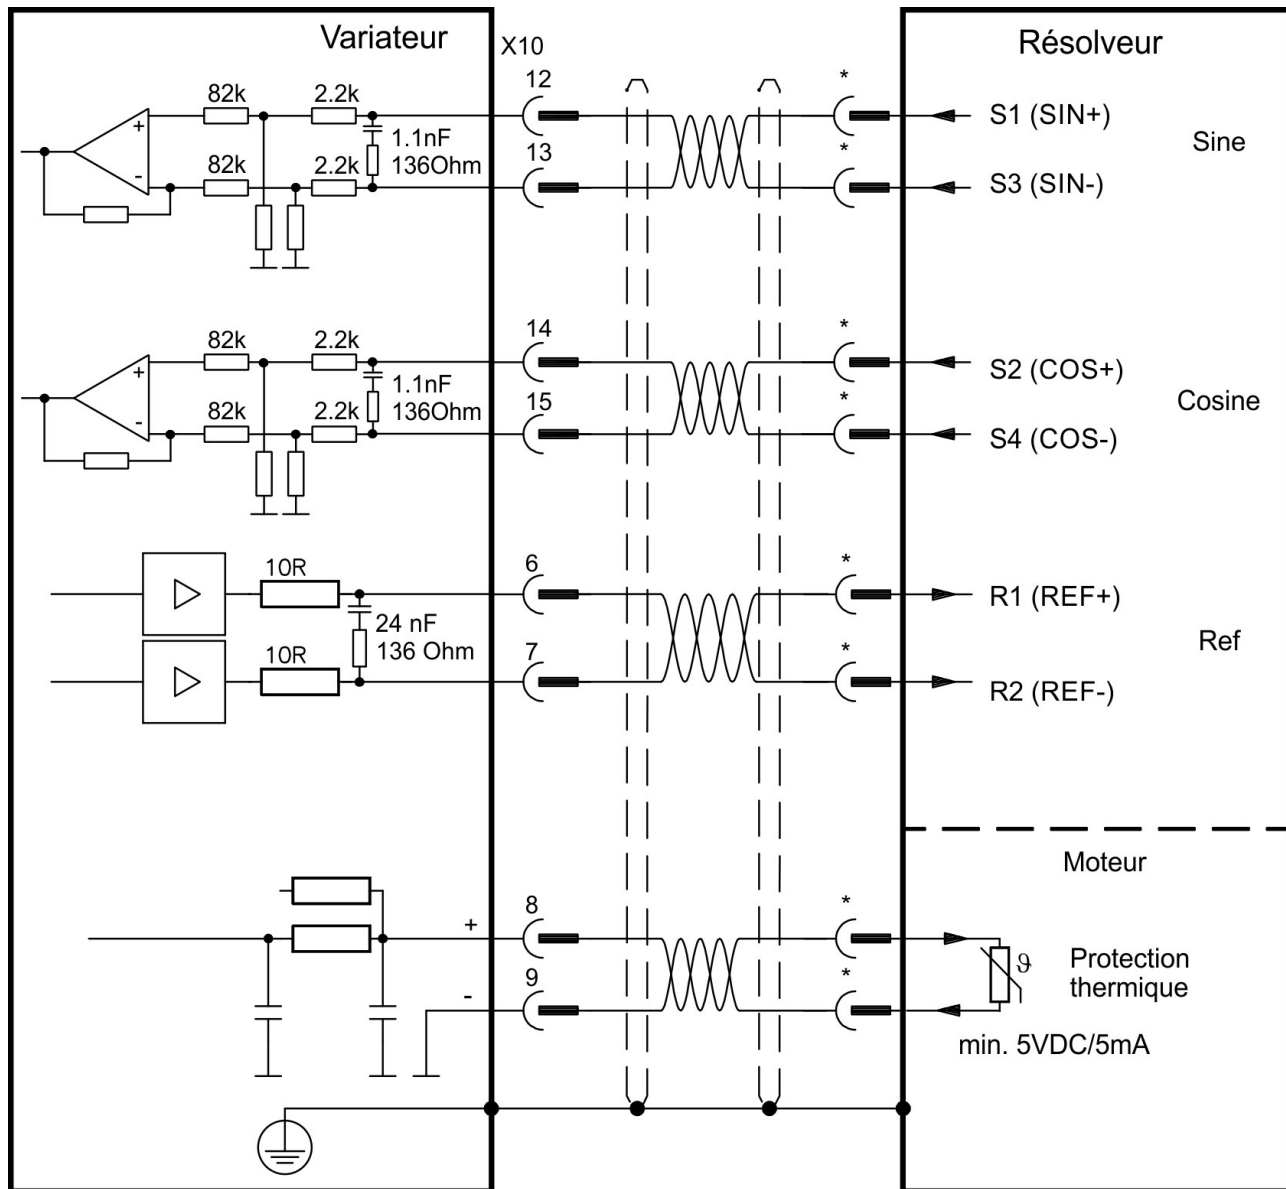 Variateur
X10
Résolveur
12
*
82k
2.2k
S1 (SIN+)
+
1.1nF
136Ohm
Sine
13
*
-
82k
2.2k
S3 (SIN-)
14
*
82k
2.2k
S2 (COS+)
+
1.1nF
136Ohm
Cosine
15
*
-
82k
2.2k
S4 (COS-)
6
*
10R
R1 (REF+)
24 nF
136 Ohm
Ref
7
*
10R
R2 (REF-)
Moteur
8
*
+
ϑ
Protection
thermique
9
*
-
min. 5VDC/5mA